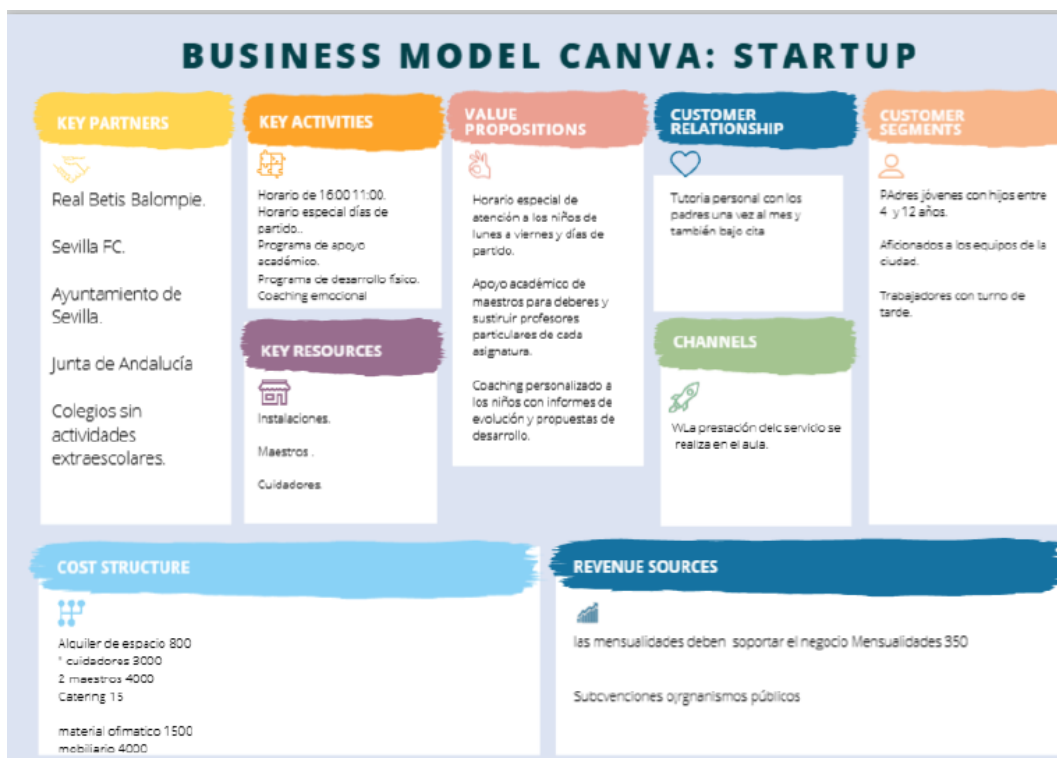 BUSINESS MODEL CANVA: STARTUP
KEY PARTNERS
Real Betis Balompie.
Sevilla FC.
Ayuntamiento de
Sevilla.
Junta de Andalucía
Colegios sin
actividades
extraescolares.
KEY ACTIVITIES
Horario de 16:00 11:00.
Horario especial días de
partido..
Programa de apoyo
académico.
Programa de desarrollo físico.
Coaching emocional
KEY RESOURCES
Instalaciones.
Maestros .
Cuidadores
VALUE
PROPOSITIONS
Horario especial de
atención a los niños de
lunes a viernes y días de
partido.
Apoyo académico de
maestros para deberes y
sustiruir profesores
particulares de cada
asignatura.
Coaching personalizado a
los niños con informes de
evolución y propuestas de
desarrollo.
CUSTOMER
RELATIONSHIP
Tutoria personal con los
padres una vez al mes y
también bajo cita
CHANNELS
WLa prestación delc servicio se
realiza en el aula.
CUSTOMER
SEGMENTS
PAdres jóvenes con hijos entre
4 y 12 años.
Aficionados a los equipos de la
ciudad.
Trabajadores con turno de
tarde.
COST STRUCTURE
Alquiler de espacio 800
* cuidadores 3000
2 maestros 4000
Catering 15
material ofimatico 1500
mobiliario 4000
REVENUE SOURCES
las mensualidades deben soportar el negocio Mensualidades 350
Subcvenciones o¡rgnanismos públicos